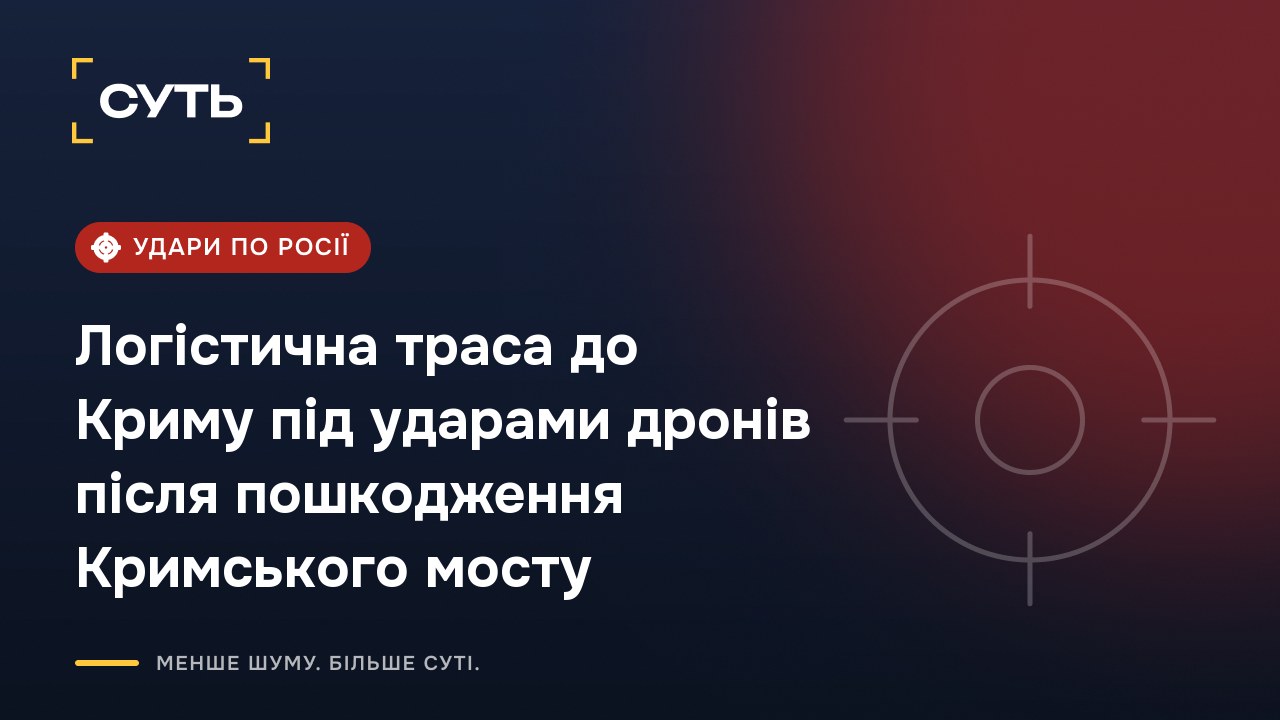 СУТЬ
УДАРИ ПО РОСІЇ
Логістична траса до
Криму під ударами дронів
після пошкодження
Кримського мосту
МЕНШЕ ШУМУ. БІЛЬШЕ СУТІ.